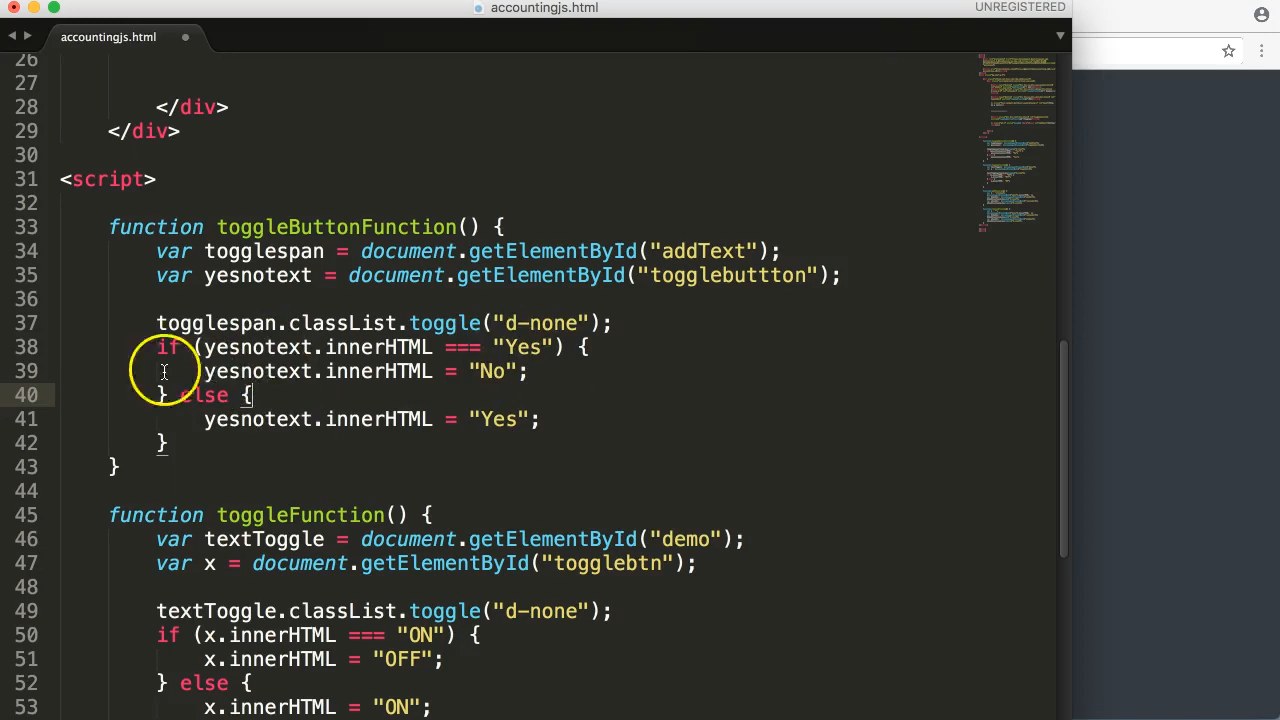 accountingjs.html
UNREGISTERED
accountingjs.html
26
27
28 </div>
29 </div>
30
31 <script>
32
33 function toggleButtonFunction() {
34 var togglespan = document.getElementById("addText");
35 var yesnotext = document.getElementById("togglebuttton");
36
37 togglespan.classList.toggle("d-none");
38 if (yesnotext.innerHTML === "Yes") {
39 yesnotext.innerHTML = "No";
40 } else {
41 yesnotext.innerHTML = "Yes";
42 }
43 }
44
45 function toggleFunction() {
46 var textToggle = document.getElementById("demo");
47 var x = document.getElementById("togglebtn");
48
49 textToggle.classList.toggle("d-none");
50 if (x.innerHTML === "ON") {
51 x.innerHTML = "OFF";
52 } else {
53 x.innerHTML = "ON";